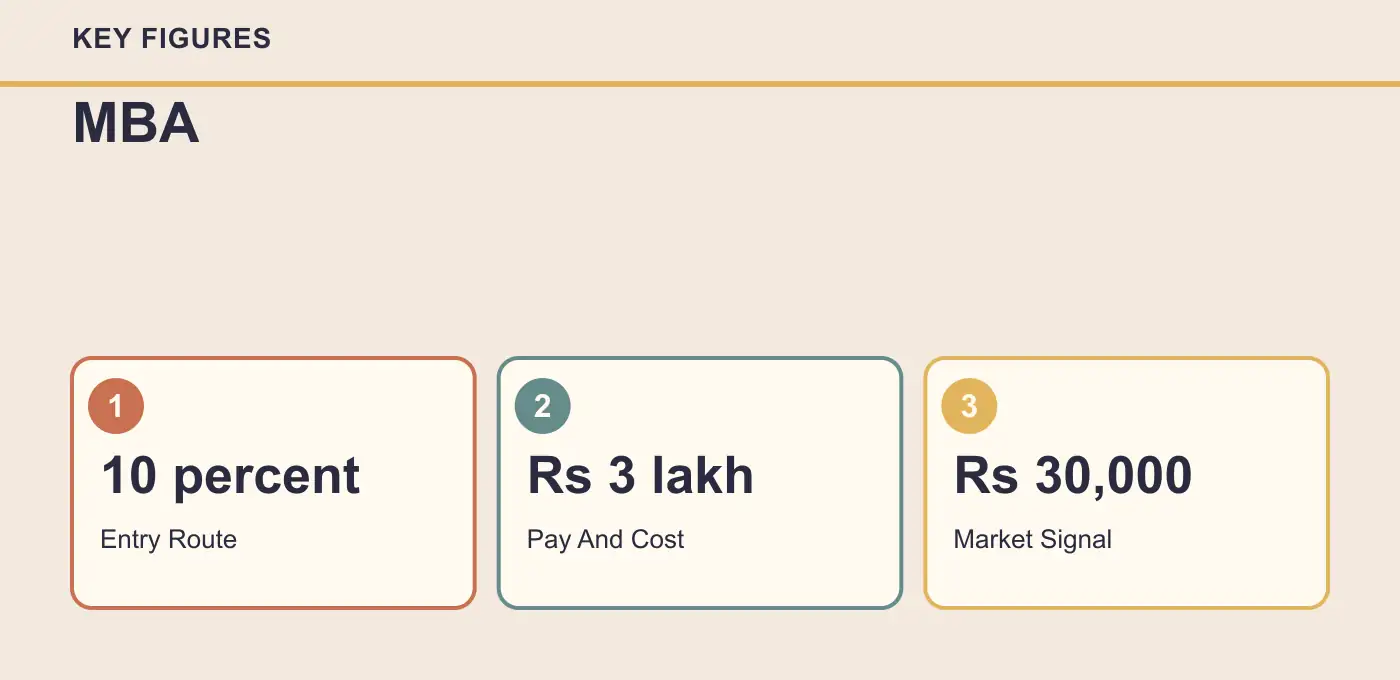 KEY FIGURES
MBA
1
10 percent
Entry Route
2
Rs 3 lakh
Pay And Cost
3
Rs 30,000
Market Signal